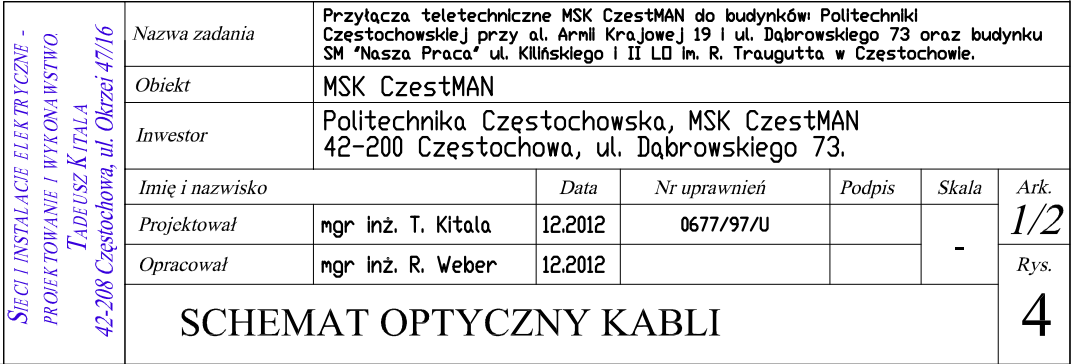 SIECI I INSTALACJE ELEKTRYCZNE -
PROJEKTOWANIE I WYKONAWSTWO.
TADEUSZ KITALA
42-208 Częstochowa, ul. Okrzei 47/16
Nazwa zadania
Przyłącza teletechniczne MSK CzestMAN do budynków: Politechniki
Częstochowskiej przy al. Armii Krajowej 19 i ul. Dąbrowskiego 73 oraz budynku
SM "Nasza Praca" ul. Kilińskiego i II LO im. R. Traugutta w Częstochowie.
Obiekt
MSK CzestMAN
Inwestor
Politechnika Częstochowska, MSK CzestMAN
42-200 Częstochowa, ul. Dąbrowskiego 73.
Imię i nazwisko Data Nr uprawnień Podpis Skala Ark.
Projektował mgr inż. T. Kitala 12.2012 0677/97/U - 1/2
Opracował mgr inż. R. Weber 12.2012 Rys.
SCHEMAT OPTYCZNY KABLI 4